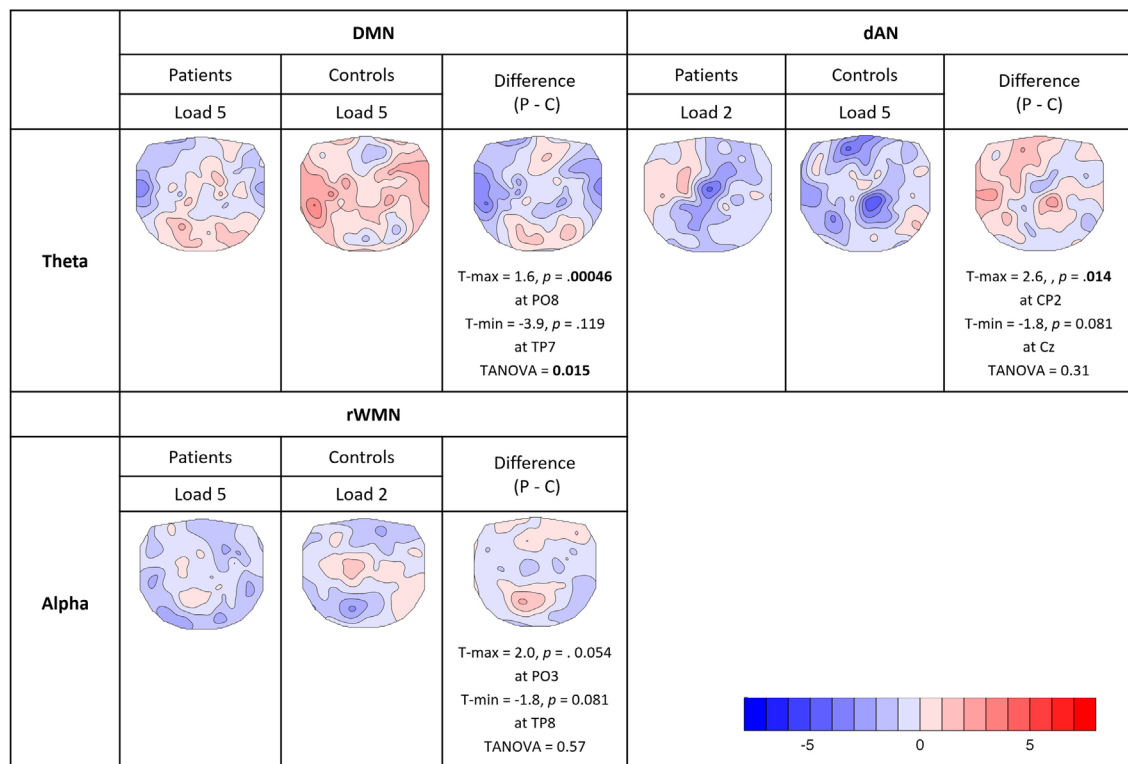 DMN
dAN
Patients
Controls
Difference
(P - C)
Patients
Controls
Difference
(P - C)
Load 5
Load 5
Load 2
Load 5
Theta
T-max = 1.6, p = .00046
at PO8
T-min = -3.9, p = .119
at TP7
TANOVA = 0.015
T-max = 2.6, , p = .014
at CP2
T-min = -1.8, p = 0.081
at Cz
TANOVA = 0.31
rWMN
Patients
Controls
Difference
(P - C)
Load 5
Load 2
Alpha
T-max = 2.0, p = . 0.054
at PO3
T-min = -1.8, p = 0.081
at TP8
TANOVA = 0.57
-5
0
5